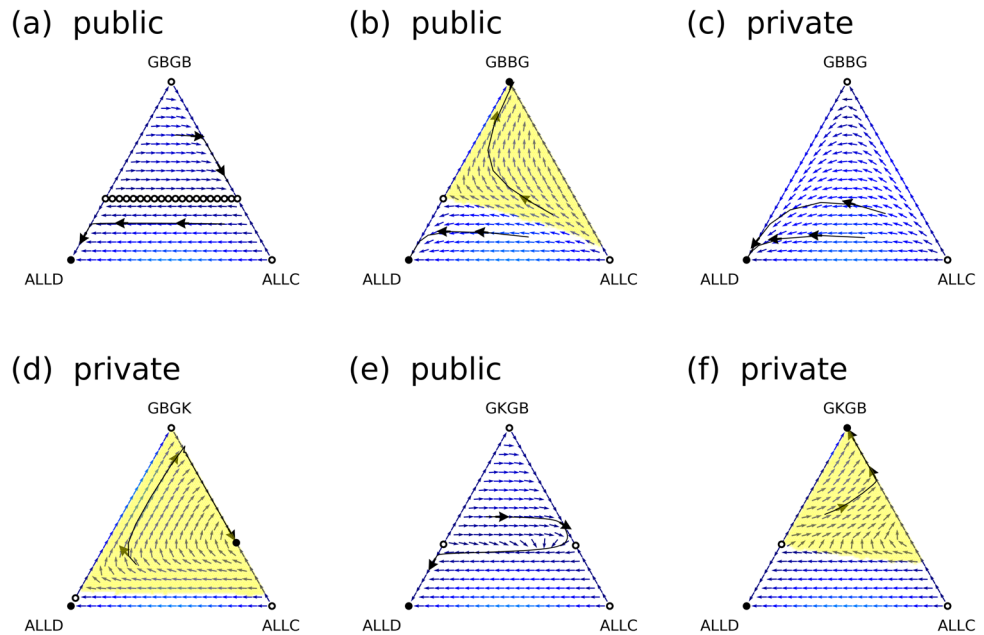 (a) public
(b) public
(c) private
GBGB
GBBG
GBBG
ALLD
ALLC
ALLD
ALLC
ALLD
ALLC
(d) private
(e) public
(f) private
GBGK
GKGB
GKGB
ALLD
ALLC
ALLD
ALLC
ALLD
ALLC